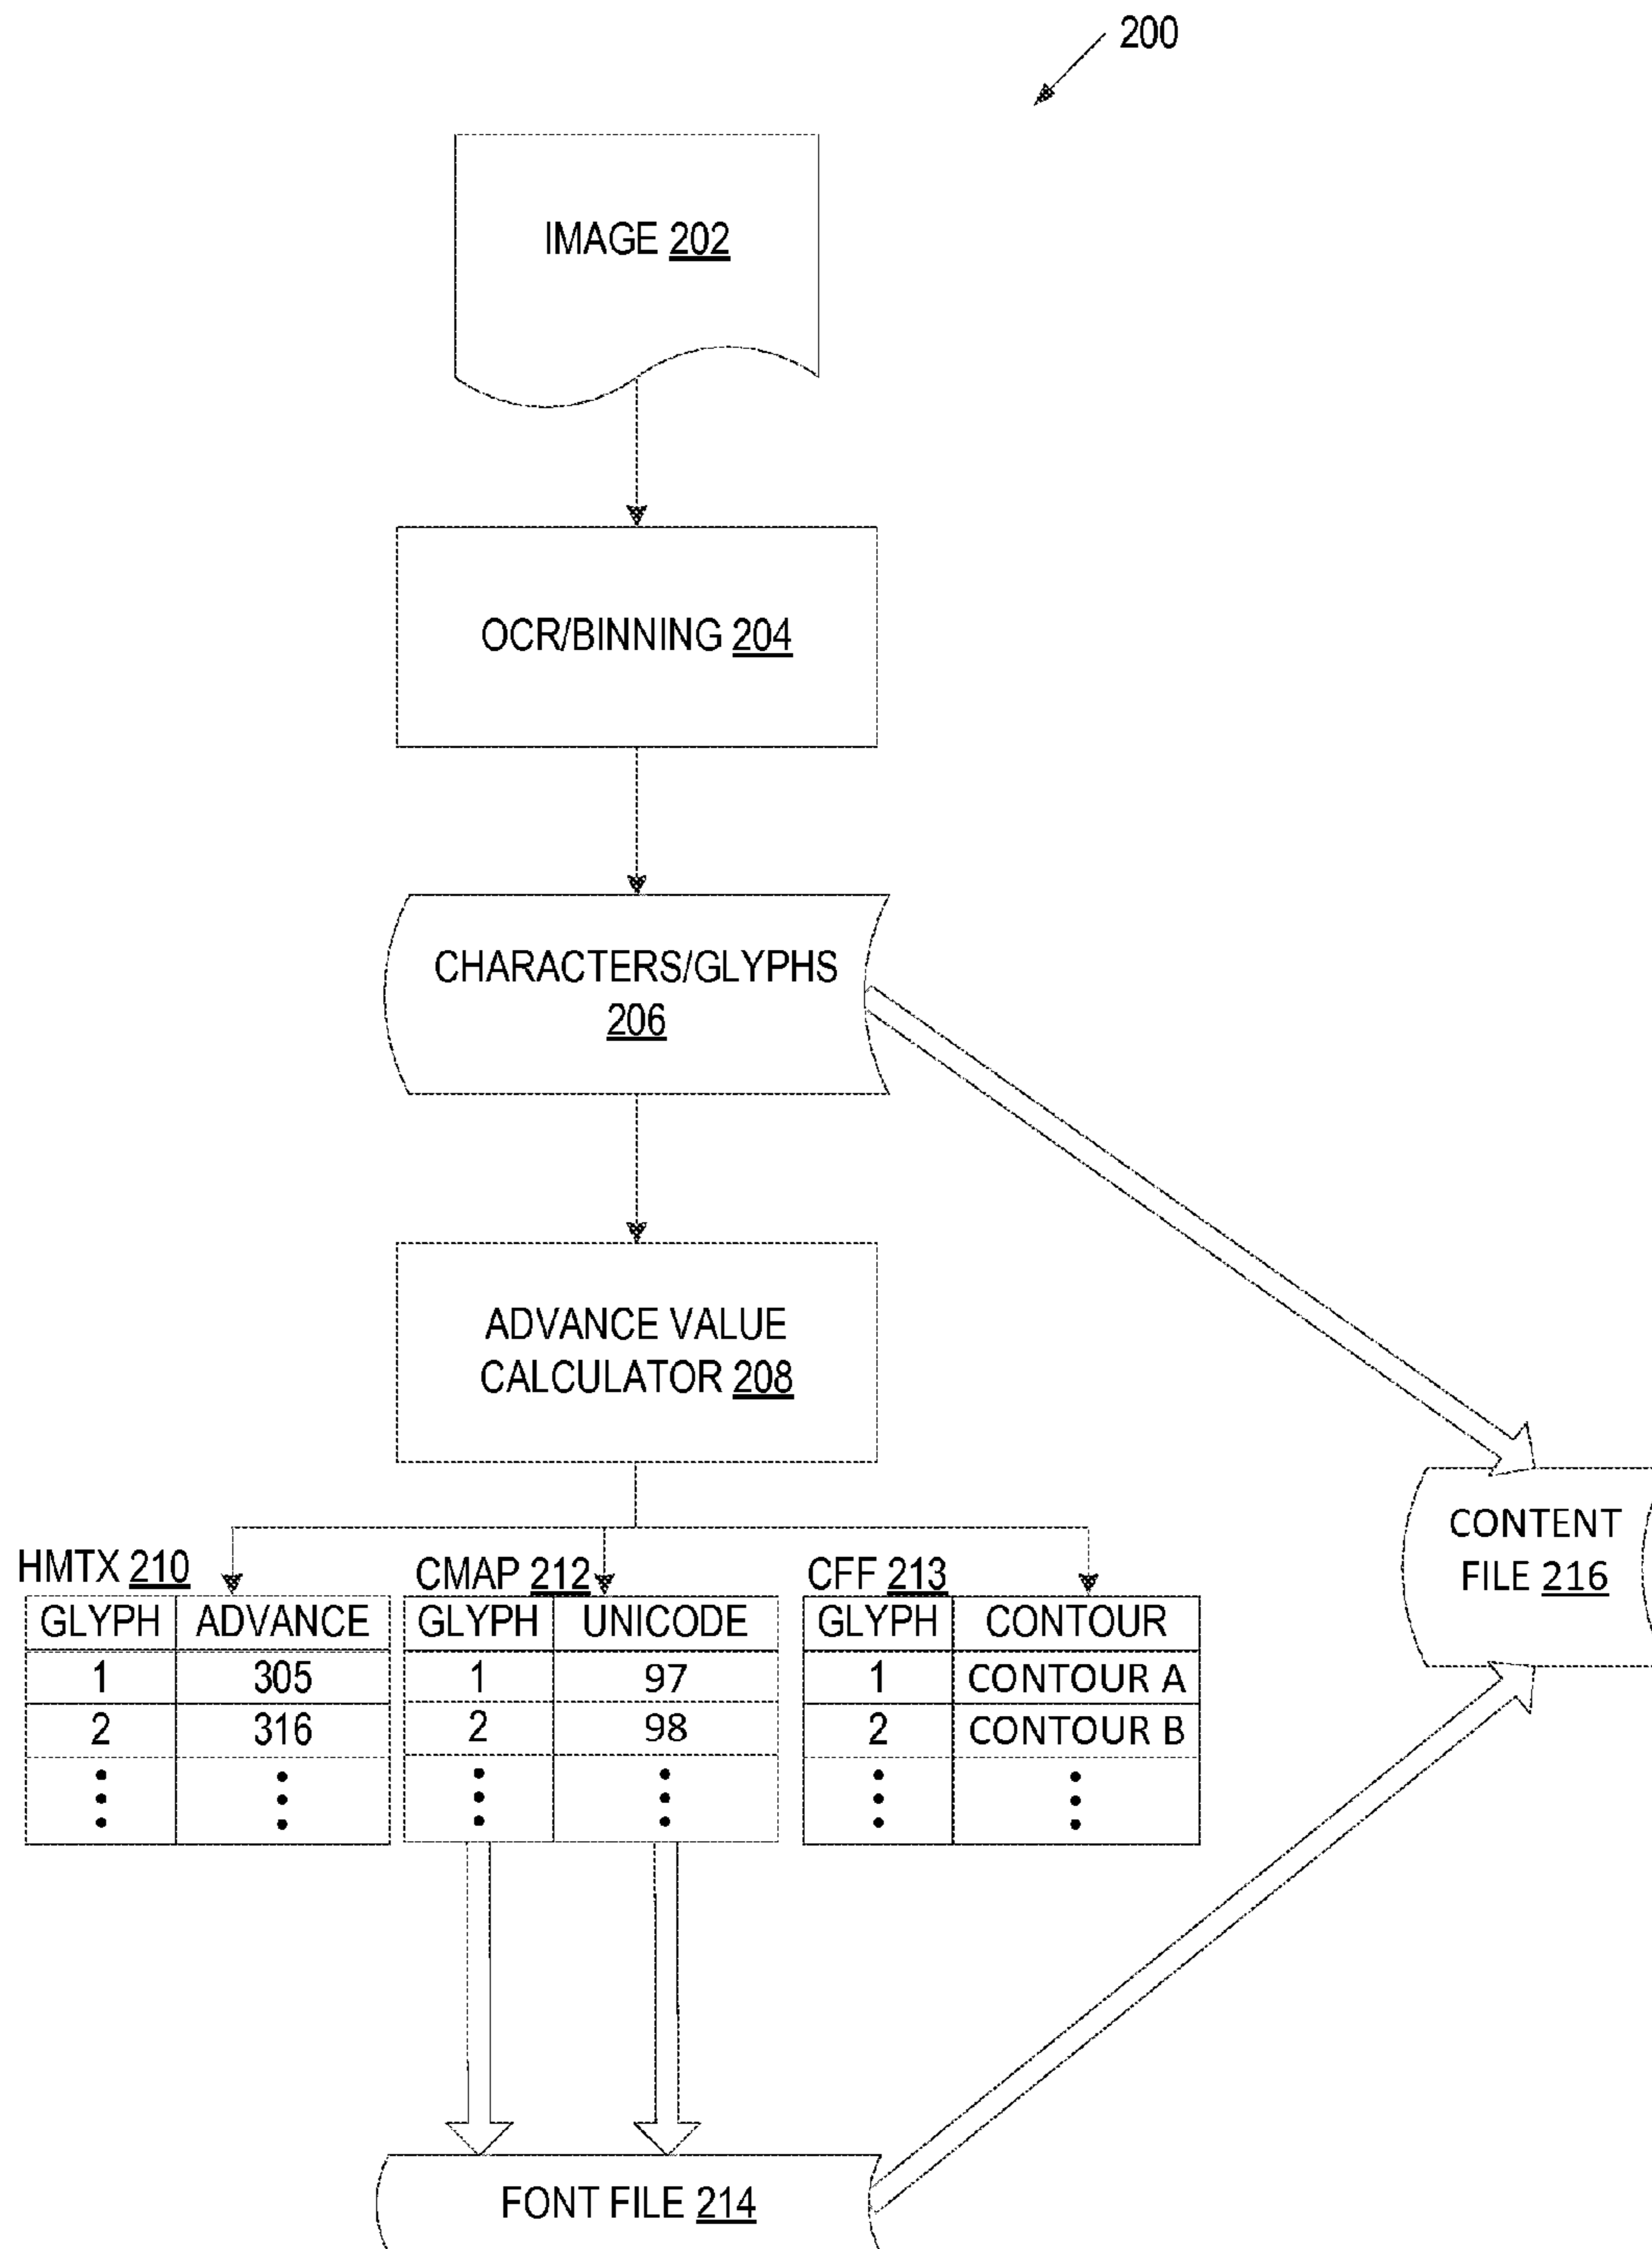 200
IMAGE 202
OCR/BINNING 204
CHARACTERS/GLYPHS
206
ADVANCE VALUE
CALCULATOR 208
CONTENT
FILE 216
HMTX 210
GLYPH ADVANCE
1 305
2 316
CMAP 212
GLYPH UNICODE
1 97
2 98
CFF 213
GLYPH CONTOUR
1 CONTOUR A
2 CONTOUR B
FONT FILE 214